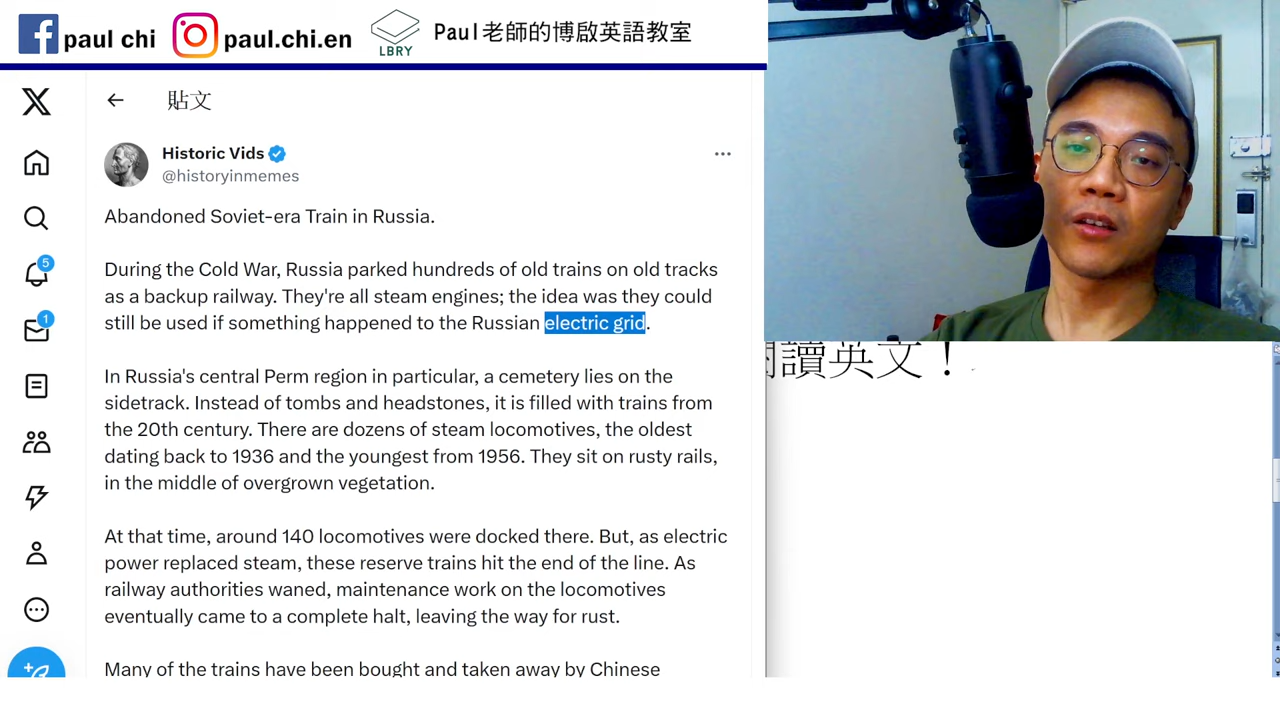 paul chi
paul.chi.en
LBRY
Paul老師的博啟英語教室
貼文
Historic Vids
@historyinmemes
Abandoned Soviet-era Train in Russia.
During the Cold War, Russia parked hundreds of old trains on old tracks
as a backup railway. They're all steam engines; the idea was they could
still be used if something happened to the Russian electric grid.
In Russia's central Perm region in particular, a cemetery lies on the
sidetrack. Instead of tombs and headstones, it is filled with trains from
the 20th century. There are dozens of steam locomotives, the oldest
dating back to 1936 and the youngest from 1956. They sit on rusty rails,
in the middle of overgrown vegetation.
At that time, around 140 locomotives were docked there. But, as electric
power replaced steam, these reserve trains hit the end of the line. As
railway authorities waned, maintenance work on the locomotives
eventually came to a complete halt, leaving the way for rust.
Many of the trains have been bought and taken away by Chinese
5
1
讀英文！